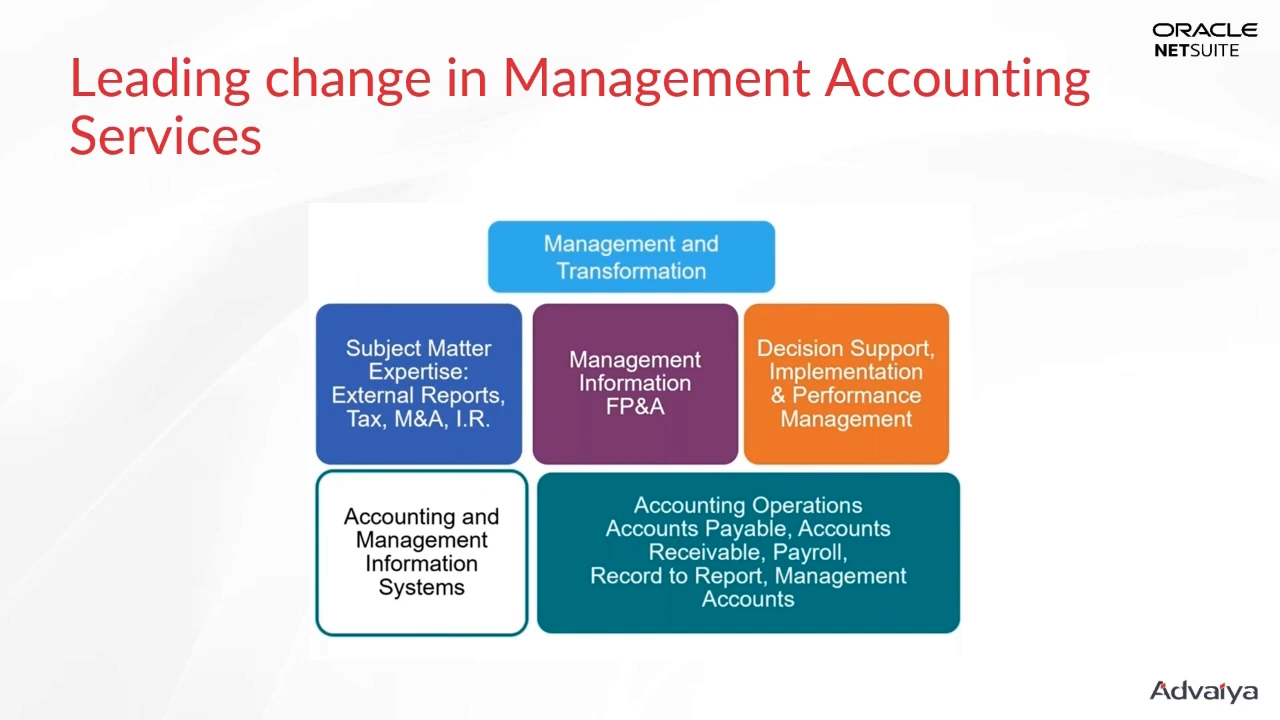 ORACLE
NETSUITE
Leading change in Management Accounting
Services
Management and
Transformation
Subject Matter
Expertise:
External Reports,
Tax, M&A, I.R.
Management
Information
FP&A
Decision Support,
Implementation
& Performance
Management
Accounting and
Management
Information
Systems
Accounting Operations
Accounts Payable, Accounts
Receivable, Payroll,
Record to Report, Management
Accounts
Advaiya